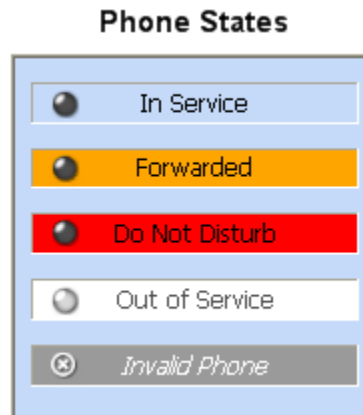 Phone States
In Service
Forwarded
Do Not Disturb
Out of Service
Invalid Phone